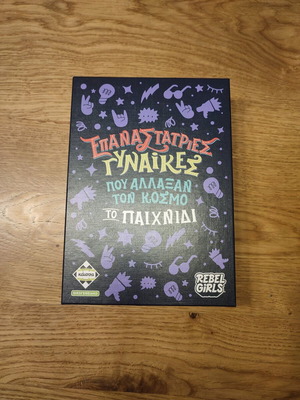 ΕΠΑΝΑΣΤΑΤΡΙΕΣ
ΓΥΝΑΙΚΕΣ
ΠΟΥ ΑΛΛΑΞΑΝ
ΤΟΝ ΚΟΣΜΟ
ΤΟ ΠΑΙΧΝΙΔΙ
REBEL
GIRLS